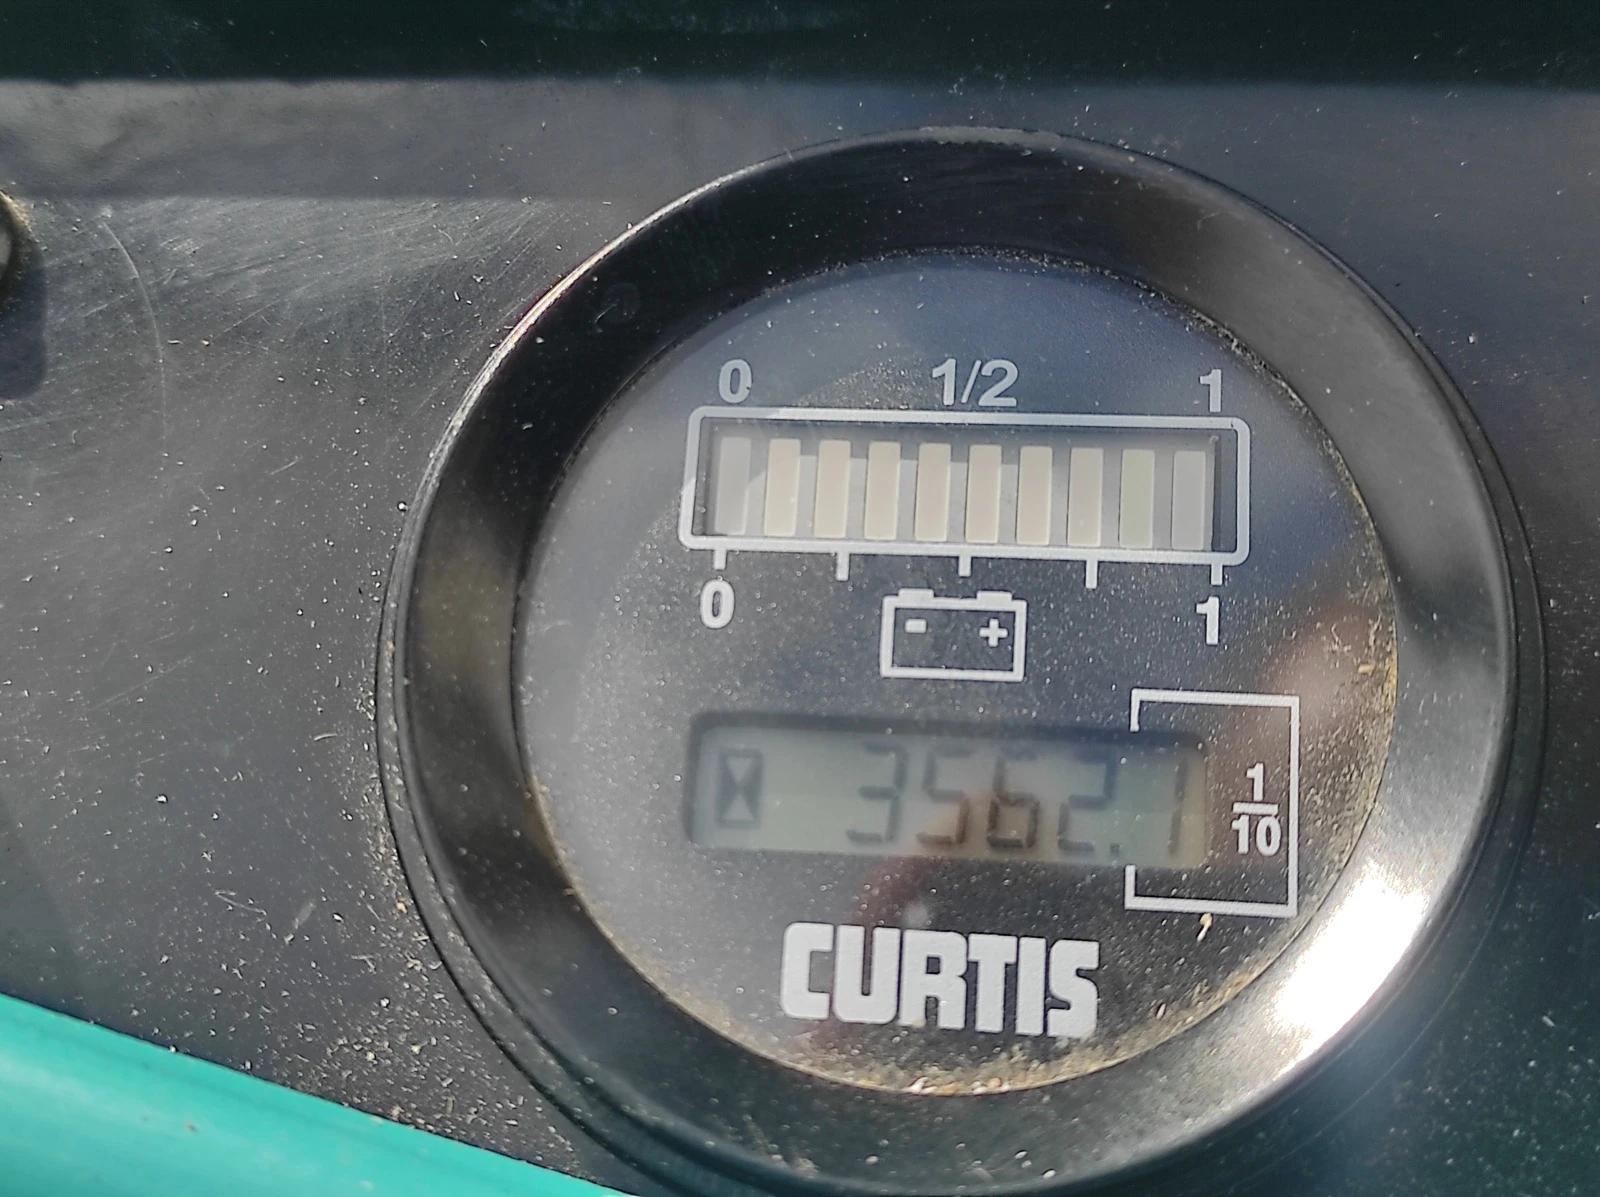 0 1/2 1
0 1
- +
3562.1
1/10
CURTIS